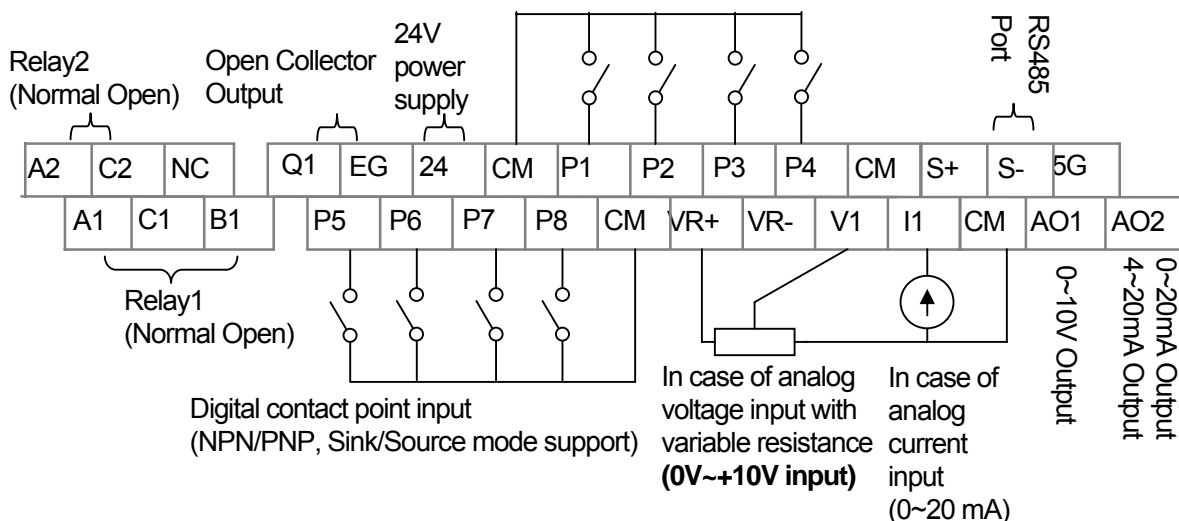 Relay2
(Normal Open)
Open Collector
Output
24V
power
supply
RS485
Port
A2 C2 NC Q1 EG 24 CM P1 P2 P3 P4 CM S+ S- 5G
A1 C1 B1 P5 P6 P7 P8 CM VR+ VR- V1 I1 CM AO1 AO2
Relay1
(Normal Open)
Digital contact point input
(NPN/PNP, Sink/Source mode support)
In case of analog
voltage input with
variable resistance
(0V~+10V input)
In case of
analog
current
input
(0~20 mA)
0~10V Output
0~20mA Output
4~20mA Output